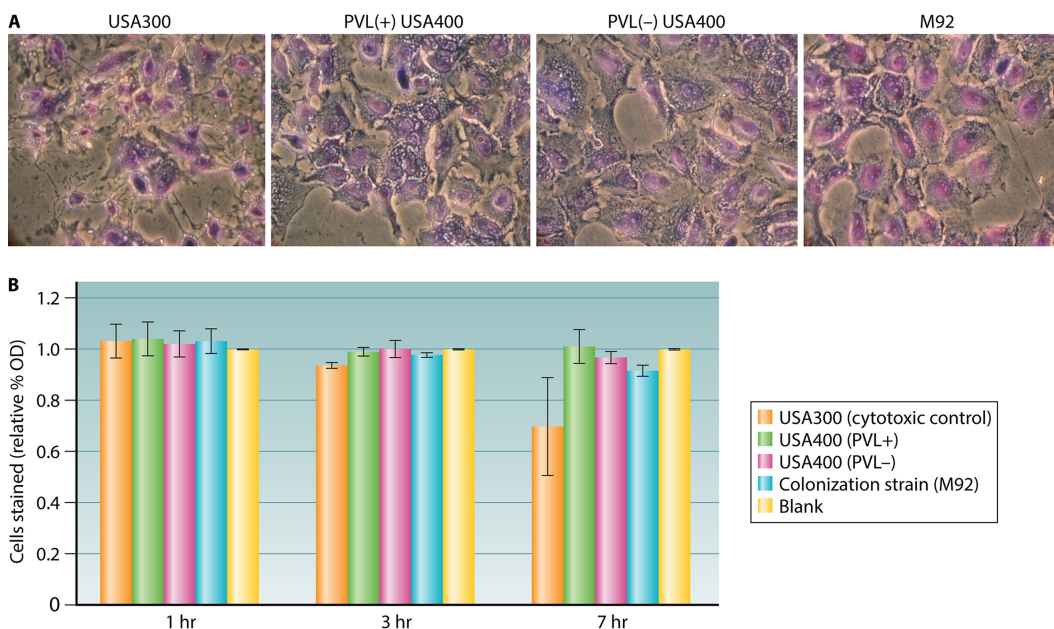 A
USA300
PVL(+) USA400
PVL(–) USA400
M92
B
Cells stained (relative % OD)
1.2
1.0
0.8
0.6
0.4
0.2
0
1 hr
3 hr
7 hr
USA300 (cytotoxic control)
USA400 (PVL+)
USA400 (PVL–)
Colonization strain (M92)
Blank